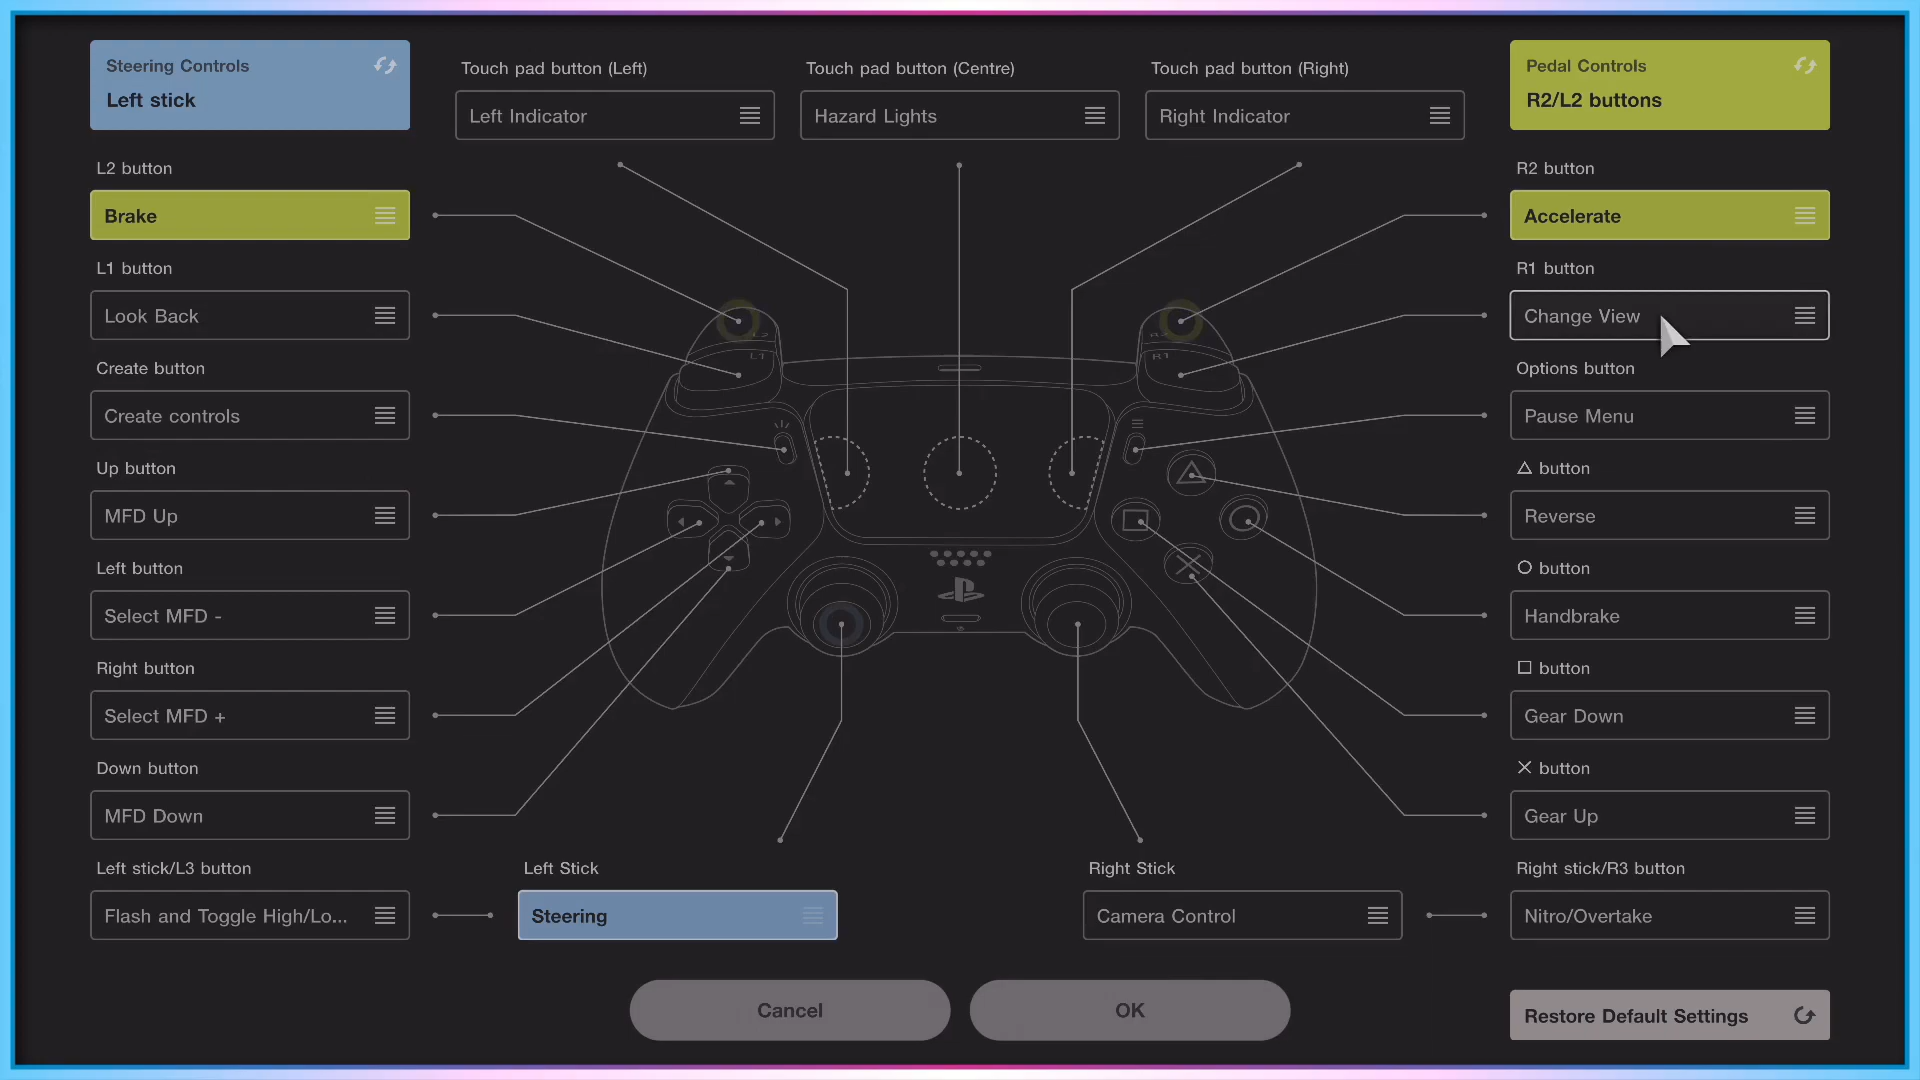 Steering Controls
Left stick
Touch pad button (Left)
Left Indicator
Touch pad button (Centre)
Hazard Lights
Touch pad button (Right)
Right Indicator
Pedal Controls
R2/L2 buttons
L2 button
Brake
L1 button
Look Back
Create button
Create controls
Up button
MFD Up
Left button
Select MFD -
Right button
Select MFD +
Down button
MFD Down
Left stick/L3 button
Flash and Toggle High/Lo...
L2
L1
R2
R1
Left Stick
Steering
Right Stick
Camera Control
R2 button
Accelerate
R1 button
Change View
Options button
Pause Menu
△ button
Reverse
○ button
Handbrake
□ button
Gear Down
✕ button
Gear Up
Right stick/R3 button
Nitro/Overtake
Cancel
OK
Restore Default Settings